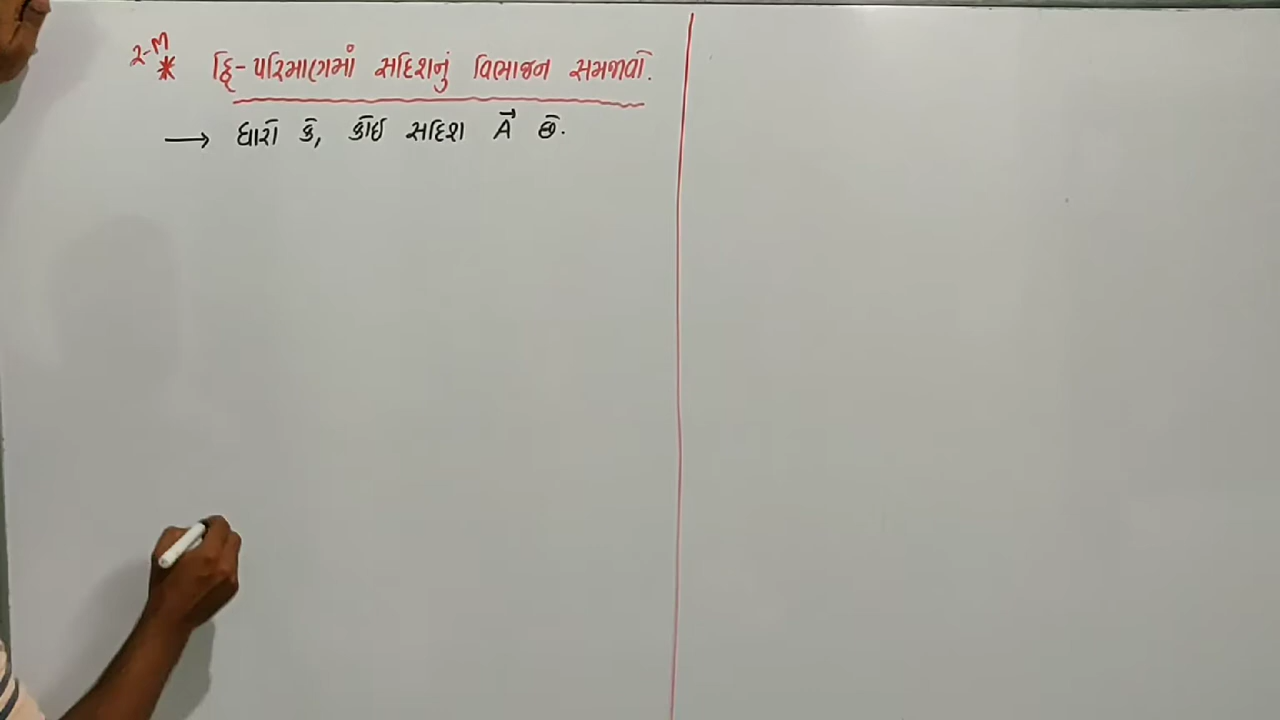 2-M
* દ્વિ-પરિમાણમાં સદિશનું વિભાજન સમજાવો.
→ ધારો કે, કોઇ સદિશ A⃗ છે.